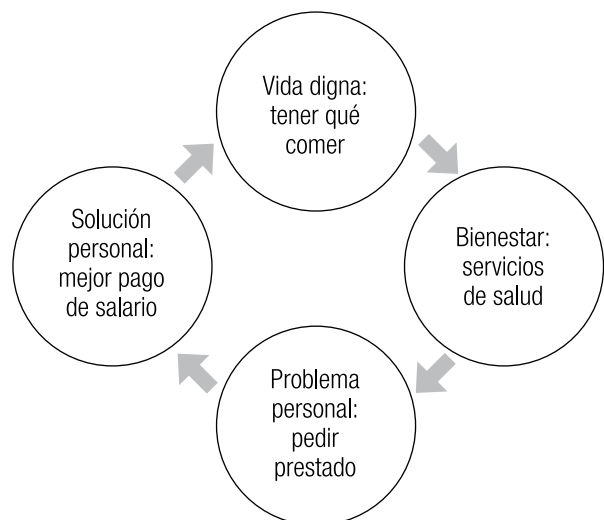 Vida digna:
tener qué
comer
Bienestar:
servicios
de salud
Problema
personal:
pedir
prestado
Solución
personal:
mejor pago
de salario